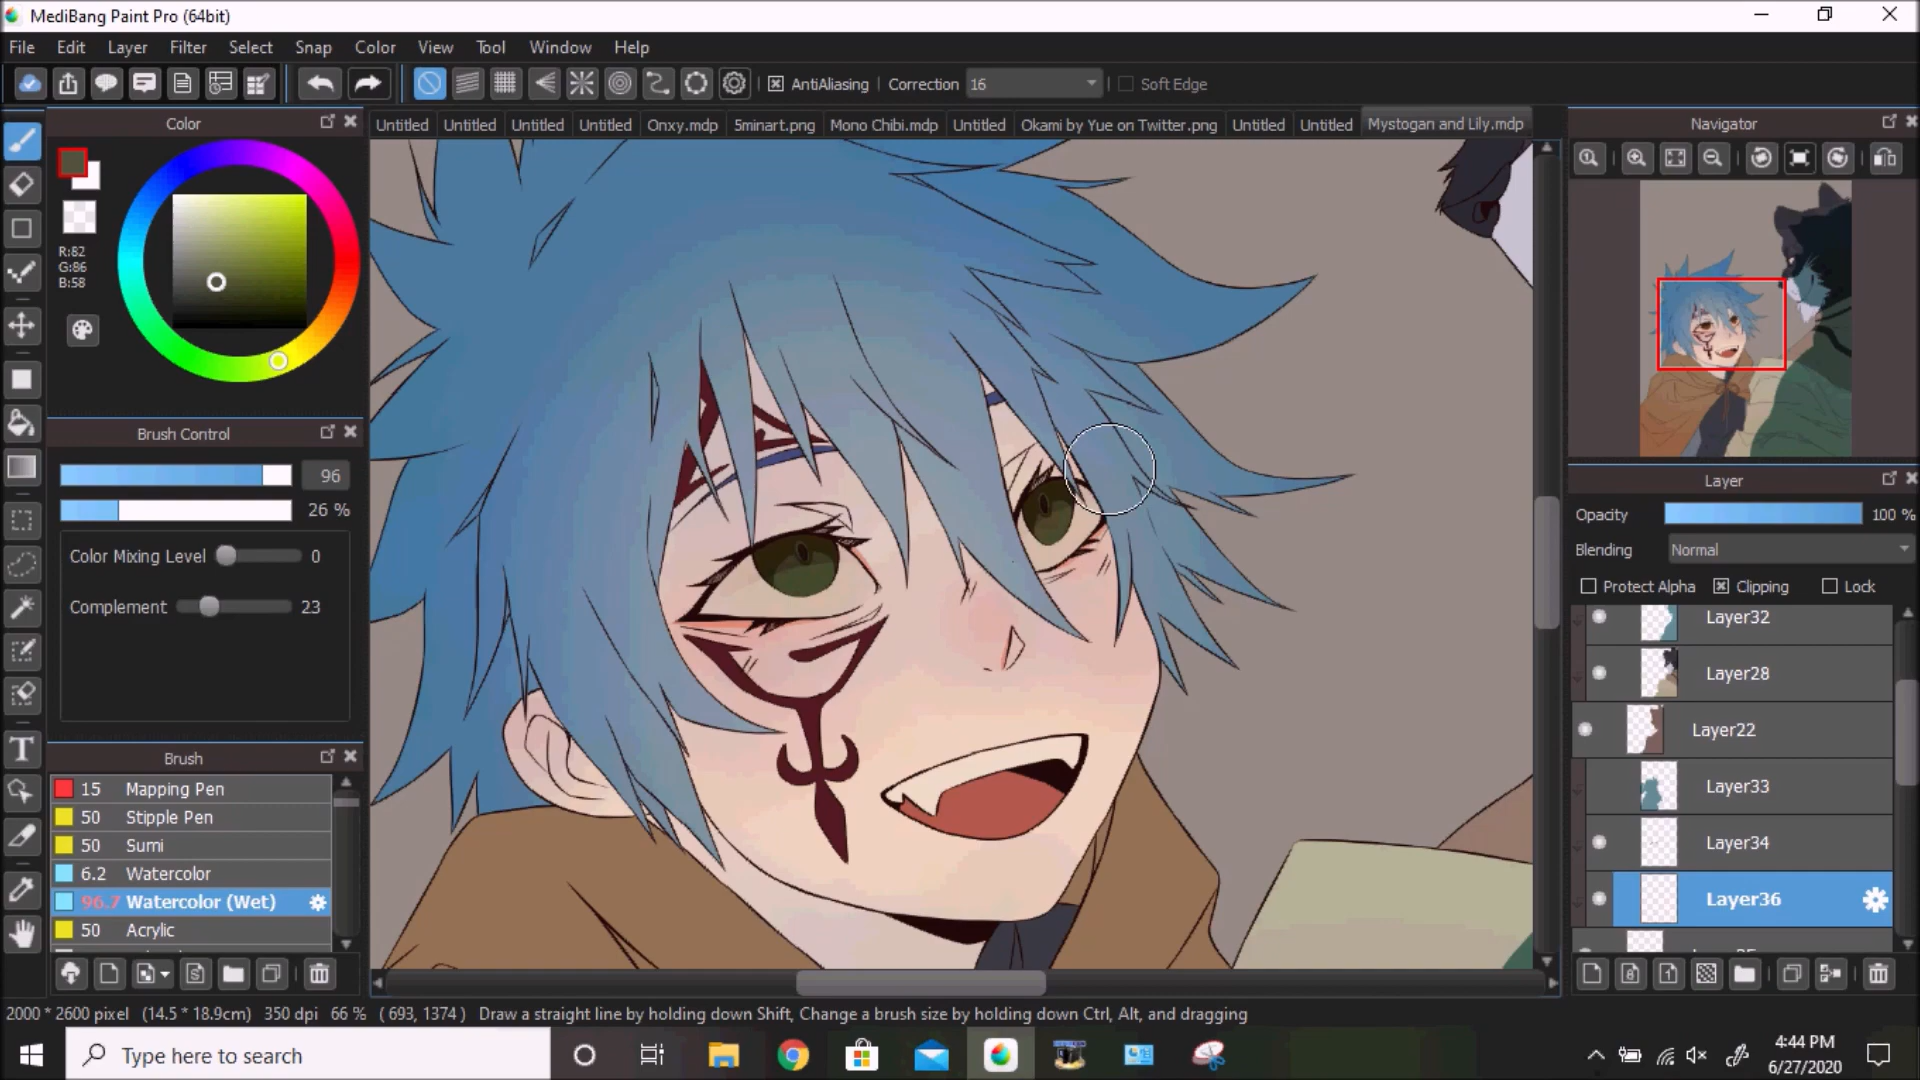 MediBang Paint Pro (64bit)
File Edit Layer Filter Select Snap Color View Tool Window Help
AntiAliasing Correction 16 Soft Edge
Color
R:82
G:86
B:58
Brush Control
96
26 %
Color Mixing Level 0
Complement 23
Brush
15 Mapping Pen
50 Stipple Pen
50 Sumi
6.2 Watercolor
96.7 Watercolor (Wet)
50 Acrylic
Untitled Untitled Untitled Untitled Onxy.mdp 5minart.png Mono Chibi.mdp Untitled Okami by Yue on Twitter.png Untitled Untitled Mystogan and Lily.mdp
Navigator
Layer
Opacity 100 %
Blending Normal
Protect Alpha Clipping Lock
Layer32
Layer28
Layer22
Layer33
Layer34
Layer36
2000 * 2600 pixel (14.5 * 18.9cm) 350 dpi 66 % ( 693, 1374 ) Draw a straight line by holding down Shift, Change a brush size by holding down Ctrl, Alt, and dragging
Type here to search
4:44 PM
6/27/2020